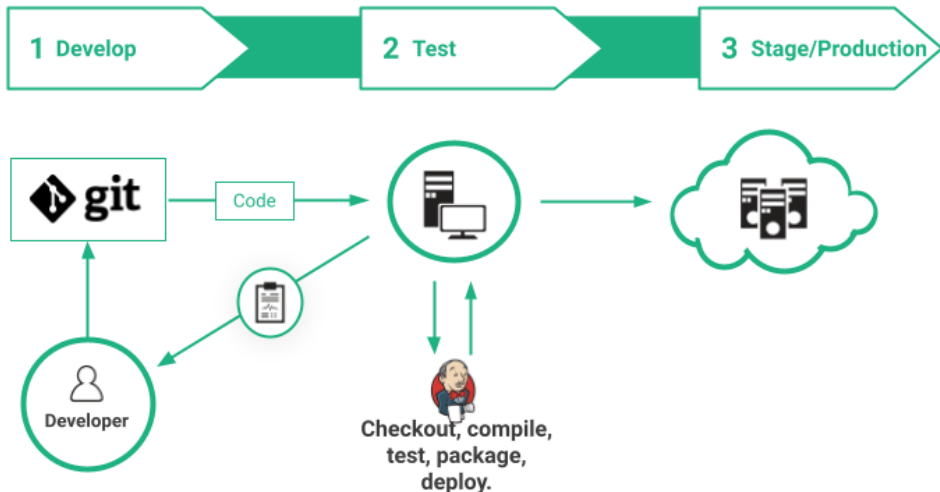 1 Develop
2 Test
3 Stage/Production
git
Code
Developer
Checkout, compile,
test, package,
deploy.